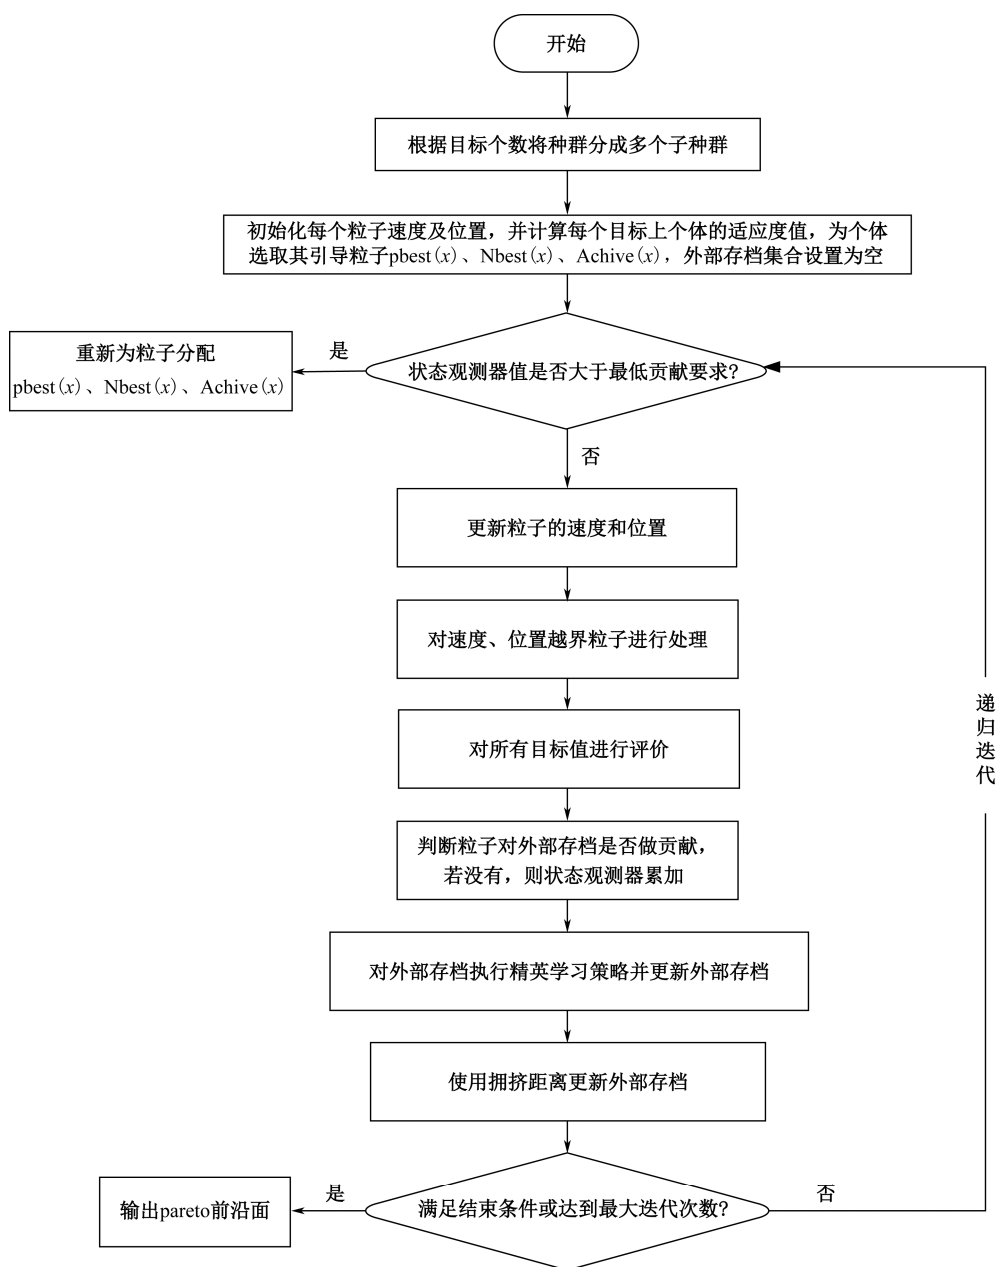 开始
根据目标个数将种群分成多个子种群
初始化每个粒子速度及位置，并计算每个目标上个体的适应度值，为个体
选取其引导粒子pbest(x)、Nbest(x)、Achive(x)，外部存档集合设置为空
状态观测器值是否大于最低贡献要求?
是
重新为粒子分配
pbest(x)、Nbest(x)、Achive(x)
否
更新粒子的速度和位置
对速度、位置越界粒子进行处理
对所有目标值进行评价
判断粒子对外部存档是否做贡献，
若没有，则状态观测器累加
对外部存档执行精英学习策略并更新外部存档
使用拥挤距离更新外部存档
满足结束条件或达到最大迭代次数?
是
输出pareto前沿面
否
递归迭代